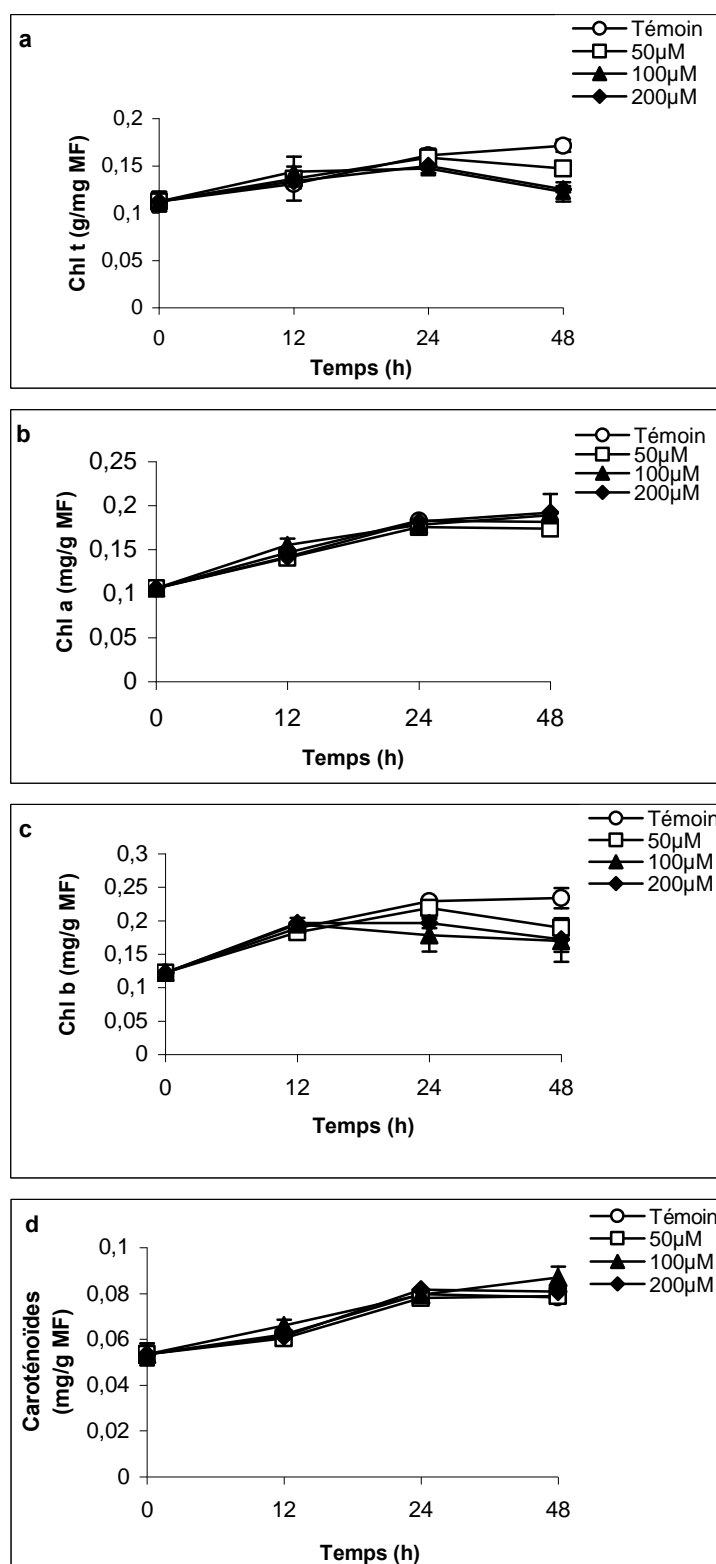 a
Témoin
50µM
100µM
200µM
Chl t (g/mg MF)
0,2
0,15
0,1
0,05
0
0 12 24 48
Temps (h)
b
Témoin
50µM
100µM
200µM
Chl a (mg/g MF)
0,25
0,2
0,15
0,1
0,05
0
0 12 24 48
Temps (h)
c
Témoin
50µM
100µM
200µM
Chl b (mg/g MF)
0,3
0,25
0,2
0,15
0,1
0,05
0
0 12 24 48
Temps (h)
d
Témoin
50µM
100µM
200µM
Caroténoïdes
(mg/g MF)
0,1
0,08
0,06
0,04
0,02
0
0 12 24 48
Temps (h)